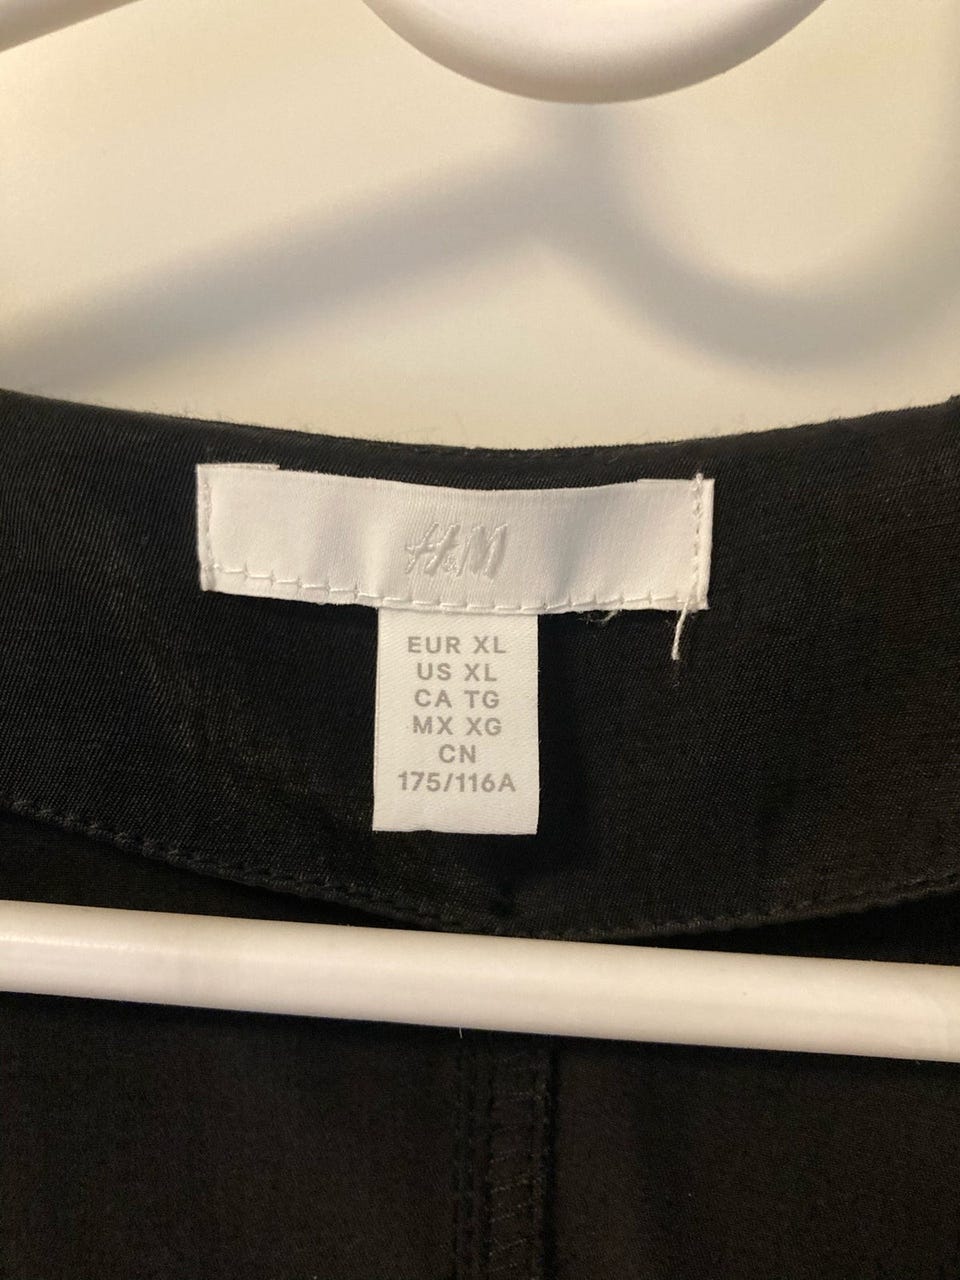 H&M
EUR XL
US XL
CA TG
MX XG
CN
175/116A